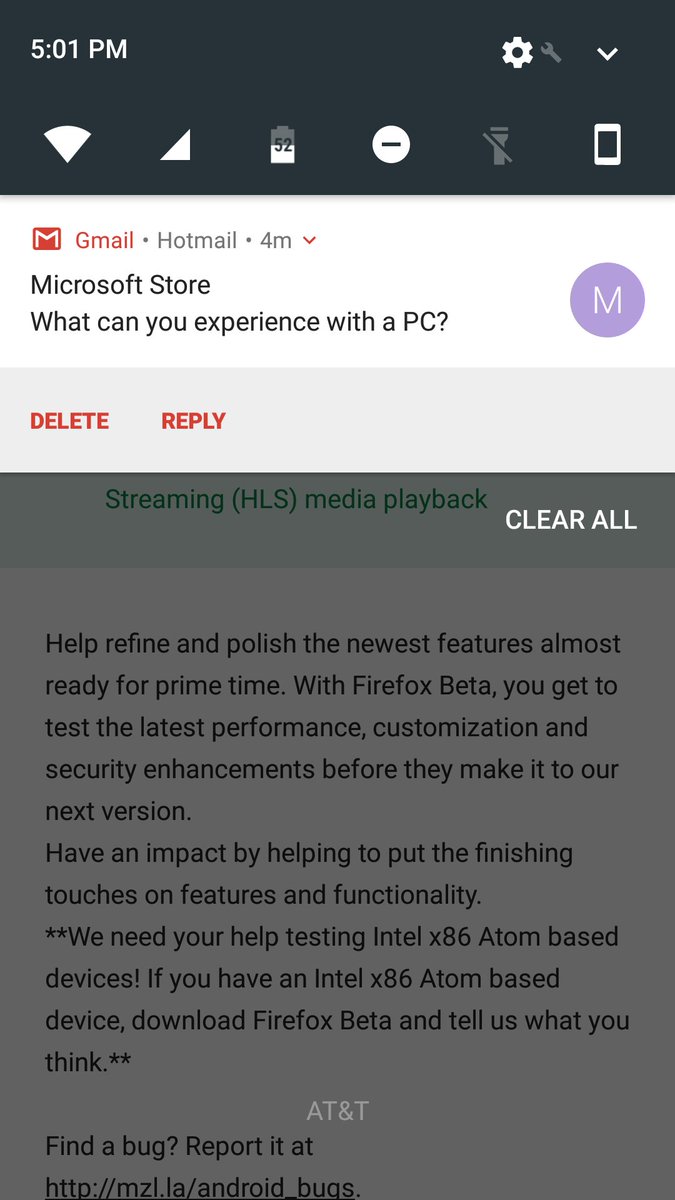 5:01 PM
52
Gmail • Hotmail • 4m
Microsoft Store
What can you experience with a PC?
M
DELETE
REPLY
Streaming (HLS) media playback
CLEAR ALL
Help refine and polish the newest features almost
ready for prime time. With Firefox Beta, you get to
test the latest performance, customization and
security enhancements before they make it to our
next version.
Have an impact by helping to put the finishing
touches on features and functionality.
**We need your help testing Intel x86 Atom based
devices! If you have an Intel x86 Atom based
device, download Firefox Beta and tell us what you
think.**
AT&T
Find a bug? Report it at
http://mzl.la/android_bugs.